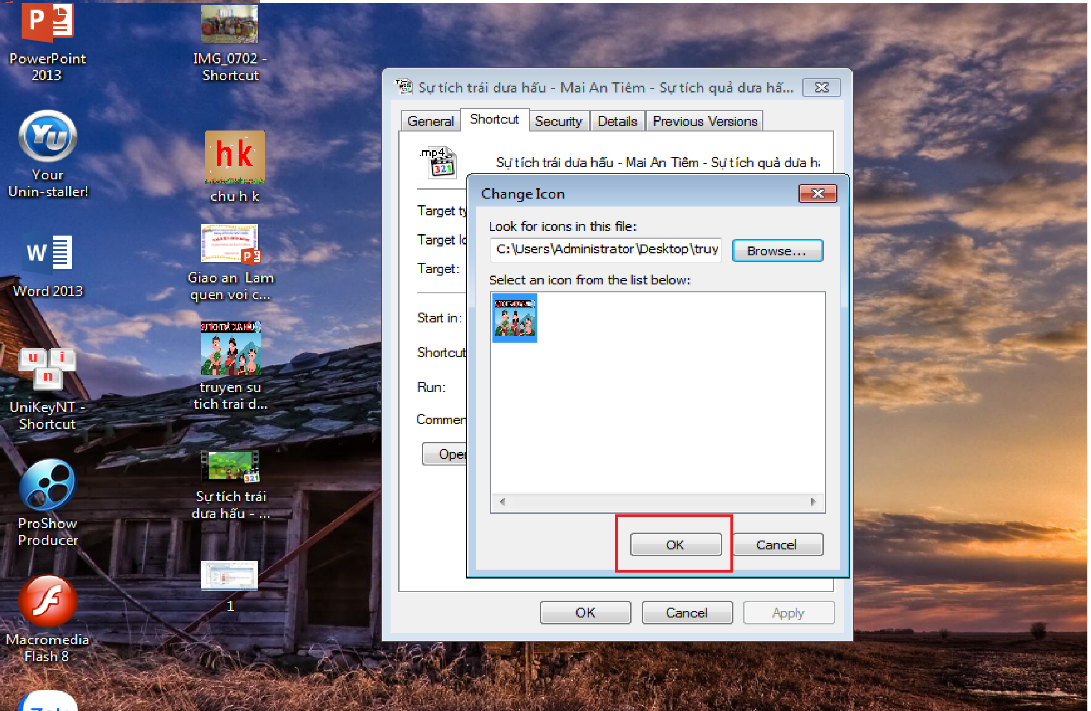 PowerPoint
2013
Your
Unin-staller!
Word 2013
UniKeyNT -
Shortcut
ProShow
Producer
Macromedia
Flash 8
Zalo
IMG_0702 -
Shortcut
hk
chu h k
Giao an Lam
quen voi c...
truyen su
tich trai d...
Sự tích trái
dưa hấu - ...
1
Sự tích trái dưa hấu - Mai An Tiêm - Sự tích quả dưa hấ...
General Shortcut Security Details Previous Versions
.mp4
321
Sự tích trái dưa hấu - Mai An Tiêm - Sự tích quả dưa hấ
Target ty
Target lo
Target:
Start in:
Shortcut
Run:
Commen
Open
Change Icon
Look for icons in this file:
C:\Users\Administrator\Desktop\truy
Browse...
Select an icon from the list below:
OK Cancel
OK Cancel Apply